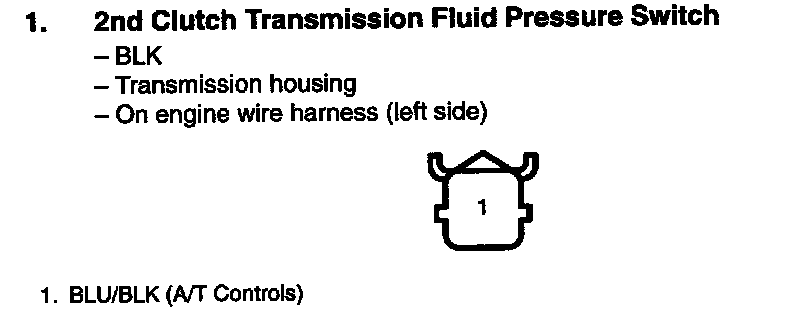 1. 2nd Clutch Transmission Fluid Pressure Switch
– BLK
– Transmission housing
– On engine wire harness (left side)
1
1. BLU/BLK (A/T Controls)